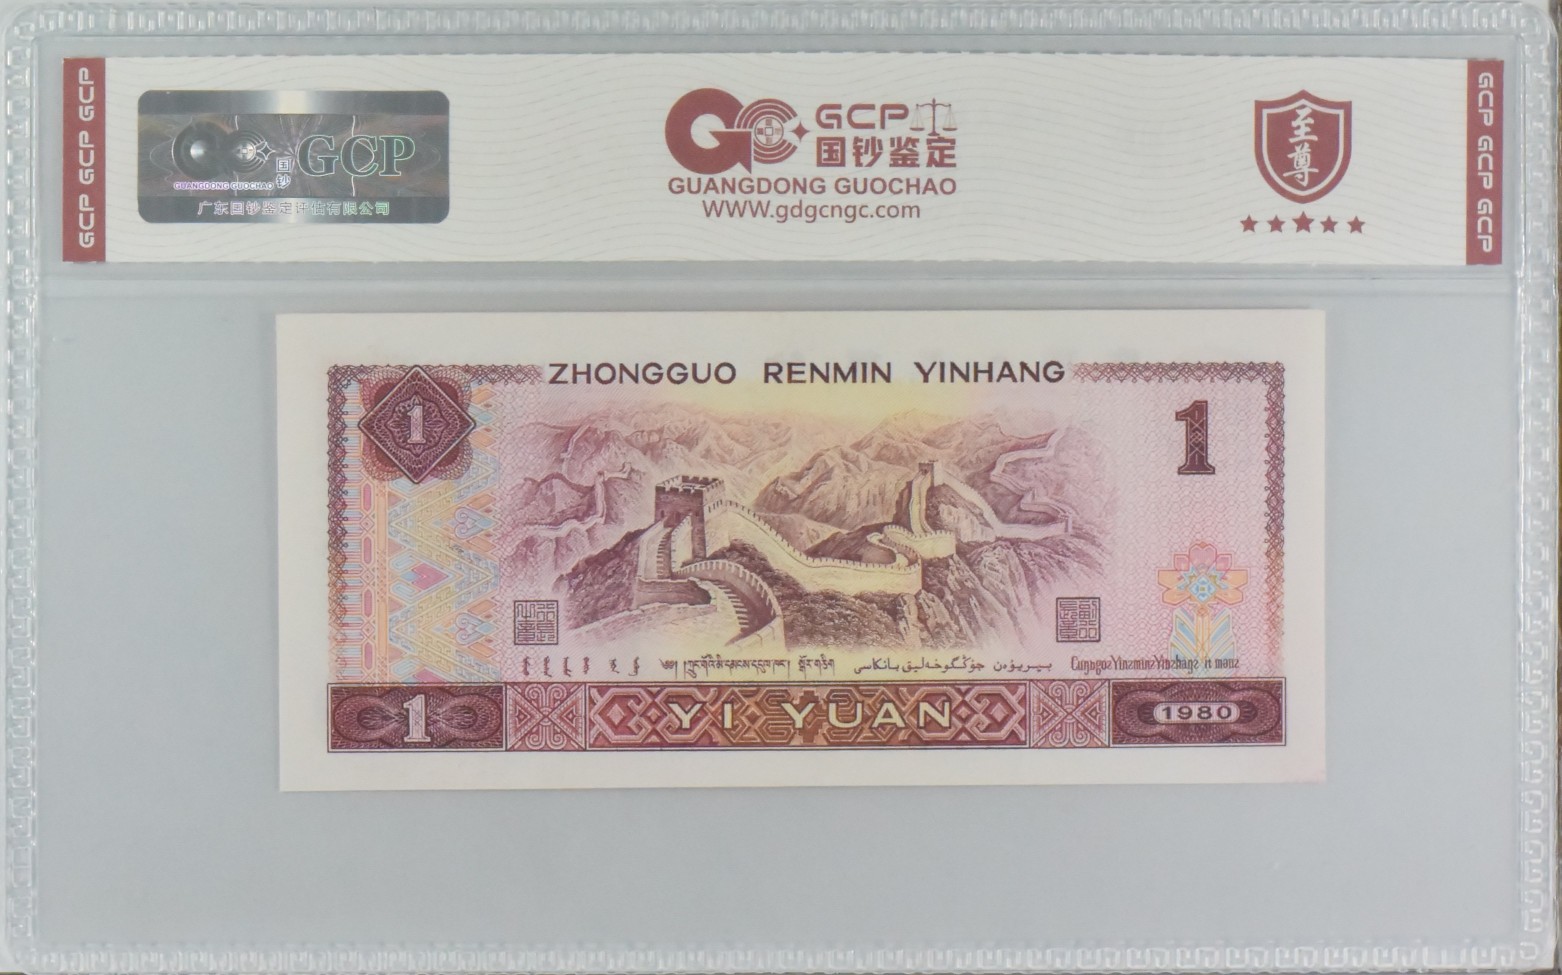 GCP GCP GCP
国钞
GCP
GUANGDONG GUOCHAO
广东国钞鉴定评估有限公司
GCP
国钞鉴定
GUANGDONG GUOCHAO
WWW.gdgcngc.com
至尊
GCP GCP GCP
ZHONGGUO RENMIN YINHANG
1
1
YI YUAN
1
1980